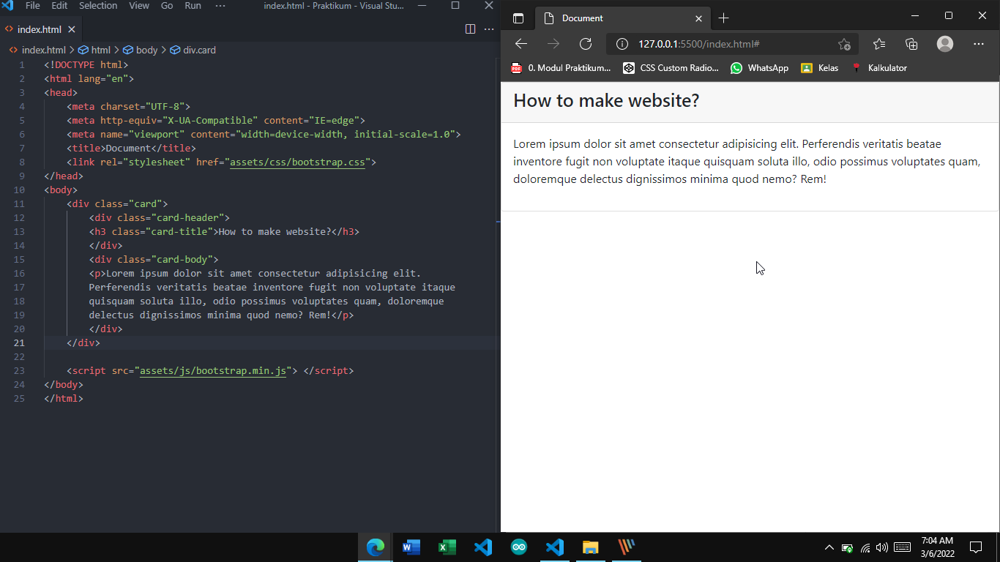 File Edit Selection View Go Run ··· index.html - Praktikum - Visual Stu...
index.html
index.html > html > body > div.card
1 <!DOCTYPE html>
2 <html lang="en">
3 <head>
4 <meta charset="UTF-8">
5 <meta http-equiv="X-UA-Compatible" content="IE=edge">
6 <meta name="viewport" content="width=device-width, initial-scale=1.0">
7 <title>Document</title>
8 <link rel="stylesheet" href="assets/css/bootstrap.css">
9 </head>
10 <body>
11 <div class="card">
12 <div class="card-header">
13 <h3 class="card-title">How to make website?</h3>
14 </div>
15 <div class="card-body">
16 <p>Lorem ipsum dolor sit amet consectetur adipisicing elit.
17 Perferendis veritatis beatae inventore fugit non voluptate itaque
18 quisquam soluta illo, odio possimus voluptates quam, doloremque
19 delectus dignissimos minima quod nemo? Rem!</p>
20 </div>
21 </div>
22
23 <script src="assets/js/bootstrap.min.js"> </script>
24 </body>
25 </html>
Document
127.0.0.1:5500/index.html#
PDF 0. Modul Praktikum... CSS Custom Radio... WhatsApp Kelas Kalkulator
How to make website?
Lorem ipsum dolor sit amet consectetur adipisicing elit. Perferendis veritatis beatae
inventore fugit non voluptate itaque quisquam soluta illo, odio possimus voluptates quam,
doloremque delectus dignissimos minima quod nemo? Rem!
7:04 AM
3/6/2022